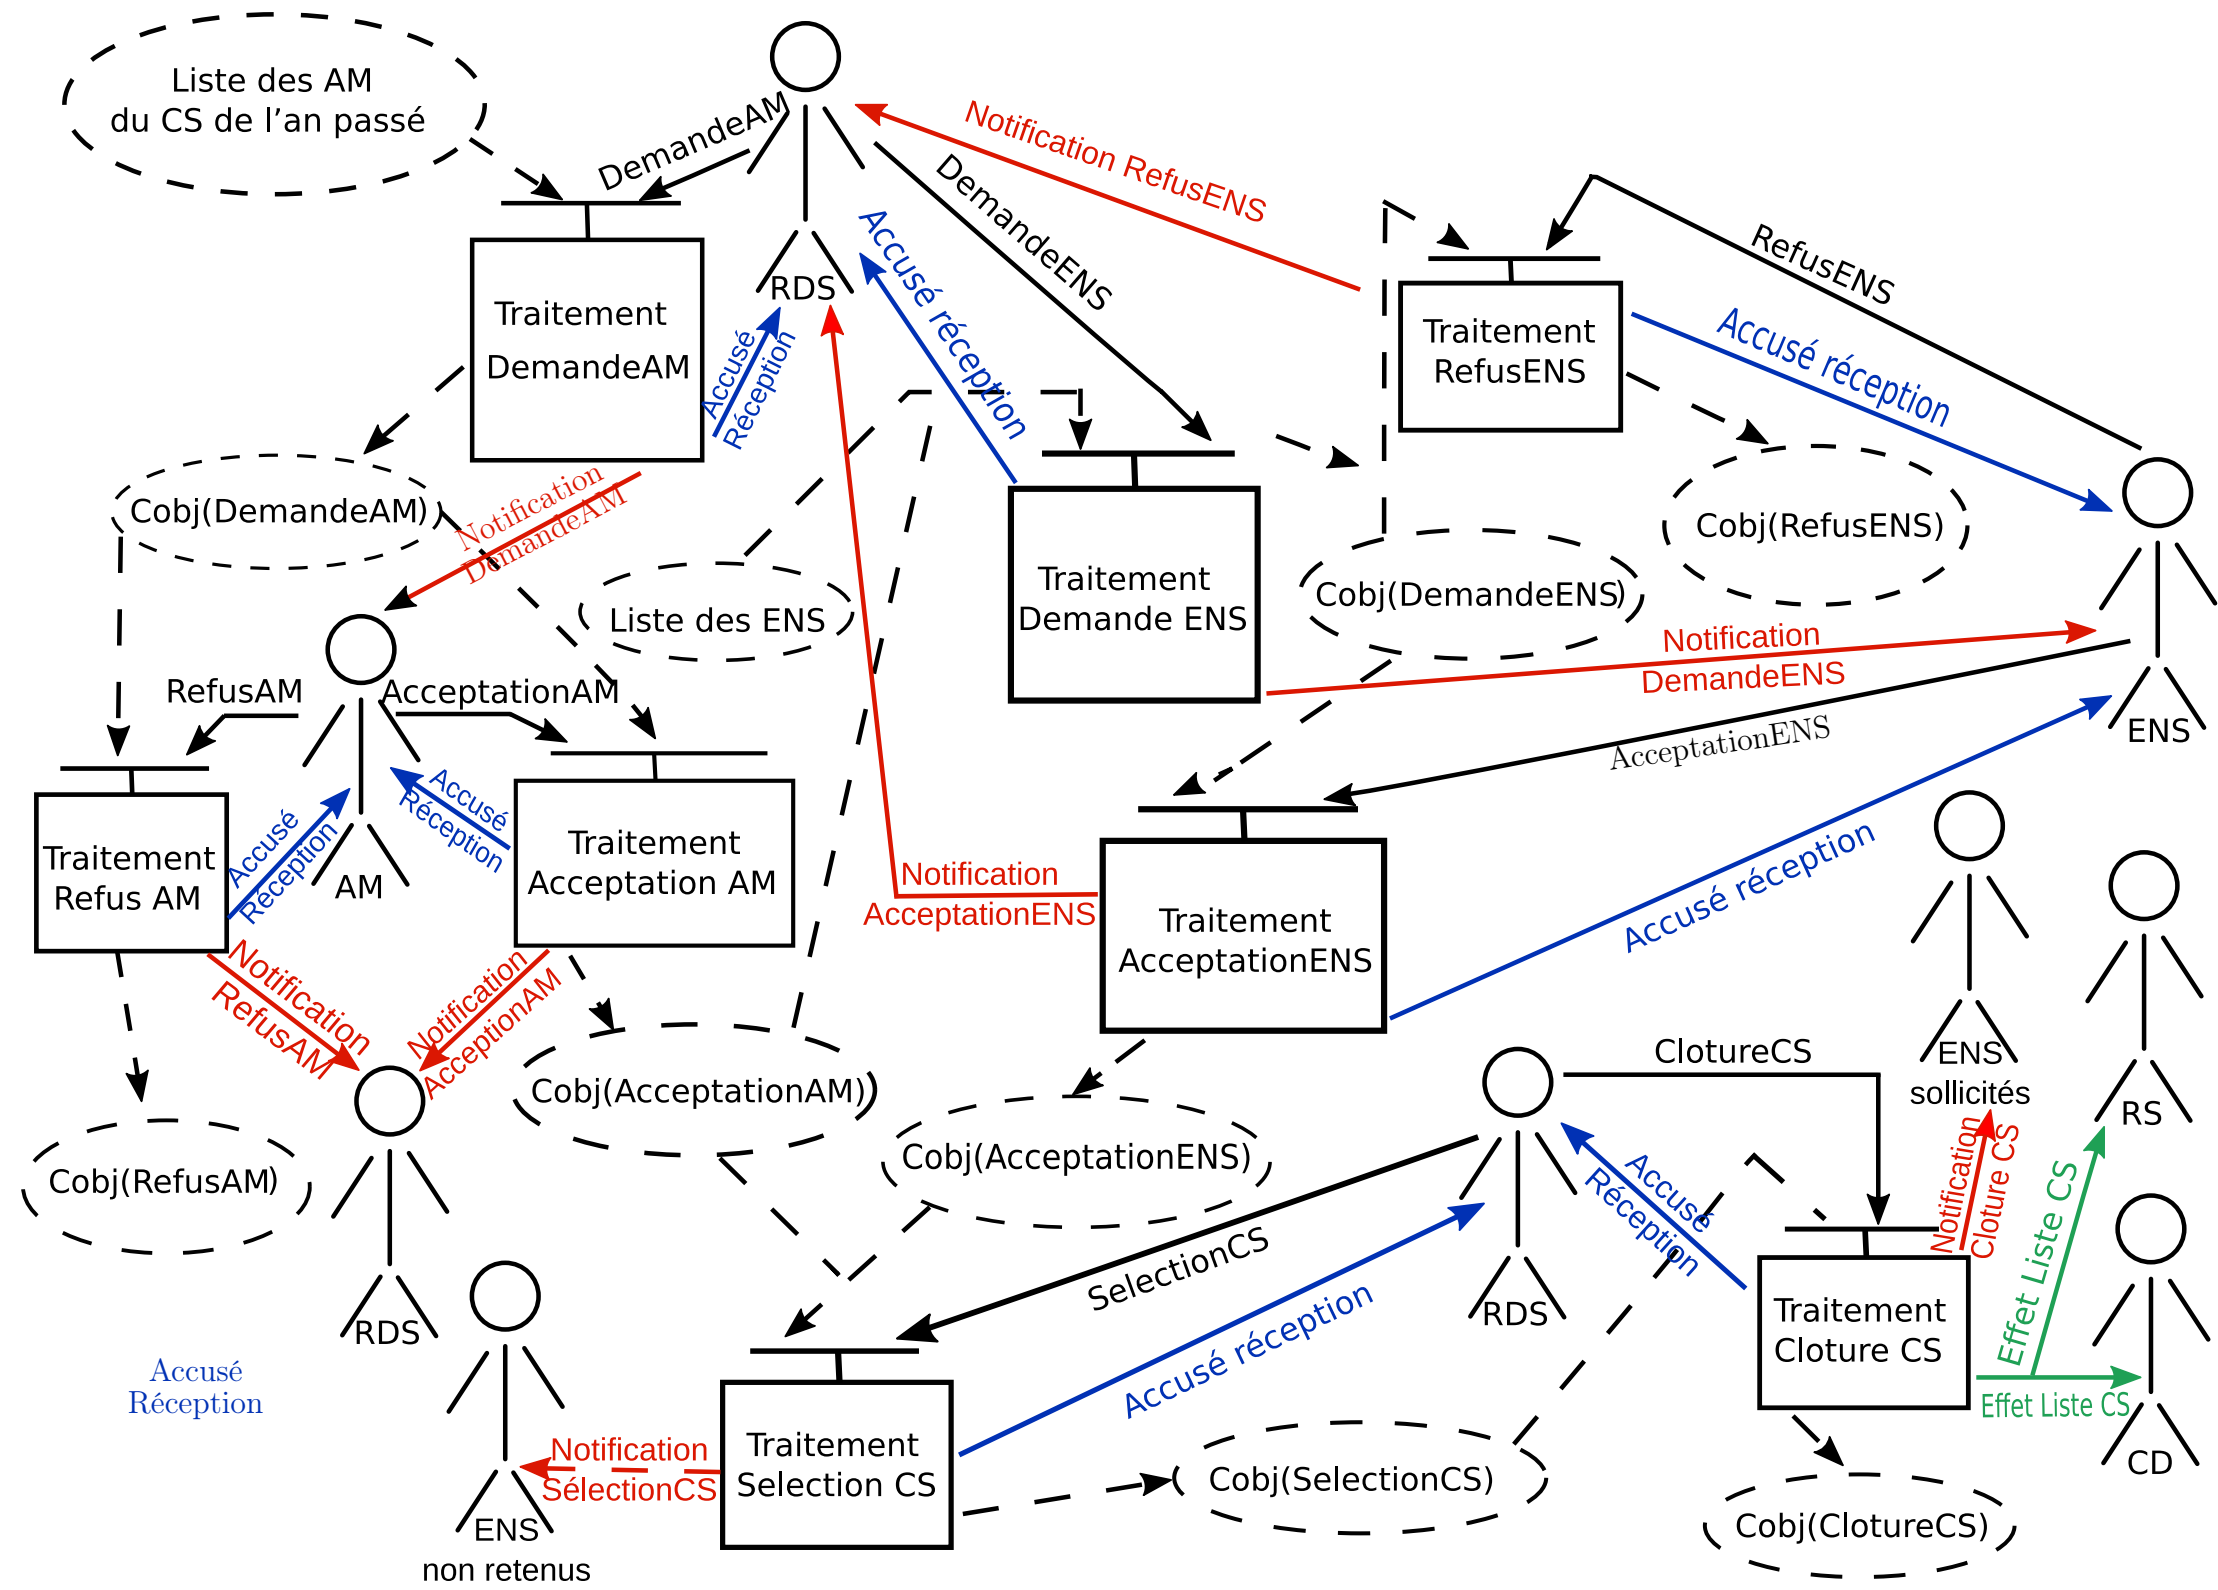 Liste des AM
du CS de l’an passé
DemandeAM
Notification RefusENS
DemandeENS
Accusé réception
RefusENS
RDS
Traitement
DemandeAM
Accusé
Réception
Traitement
RefusENS
Accusé réception
Notification
DemandeAM
Cobj(DemandeAM)
Cobj(RefusENS)
Traitement
Demande ENS
Cobj(DemandeENS)
Liste des ENS
Notification
DemandeENS
RefusAM
AcceptationAM
AcceptationENS
ENS
Accusé
Réception
Accusé
Réception
Traitement
Refus AM
AM
Traitement
Acceptation AM
Notification
AcceptationENS
Traitement
AcceptationENS
Accusé réception
Notification
RefusAM
Notification
AcceptionAM
ClotureCS
ENS
sollicités
RS
Cobj(AcceptationAM)
Cobj(AcceptationENS)
Cobj(RefusAM)
Accusé
Réception
Notification
Cloture CS
Effet Liste CS
SelectionCS
RDS
RDS
Accusé réception
Traitement
Cloture CS
Accusé
Réception
Effet Liste CS
Notification
SélectionCS
Traitement
Selection CS
Cobj(SelectionCS)
CD
ENS
non retenus
Cobj(ClotureCS)